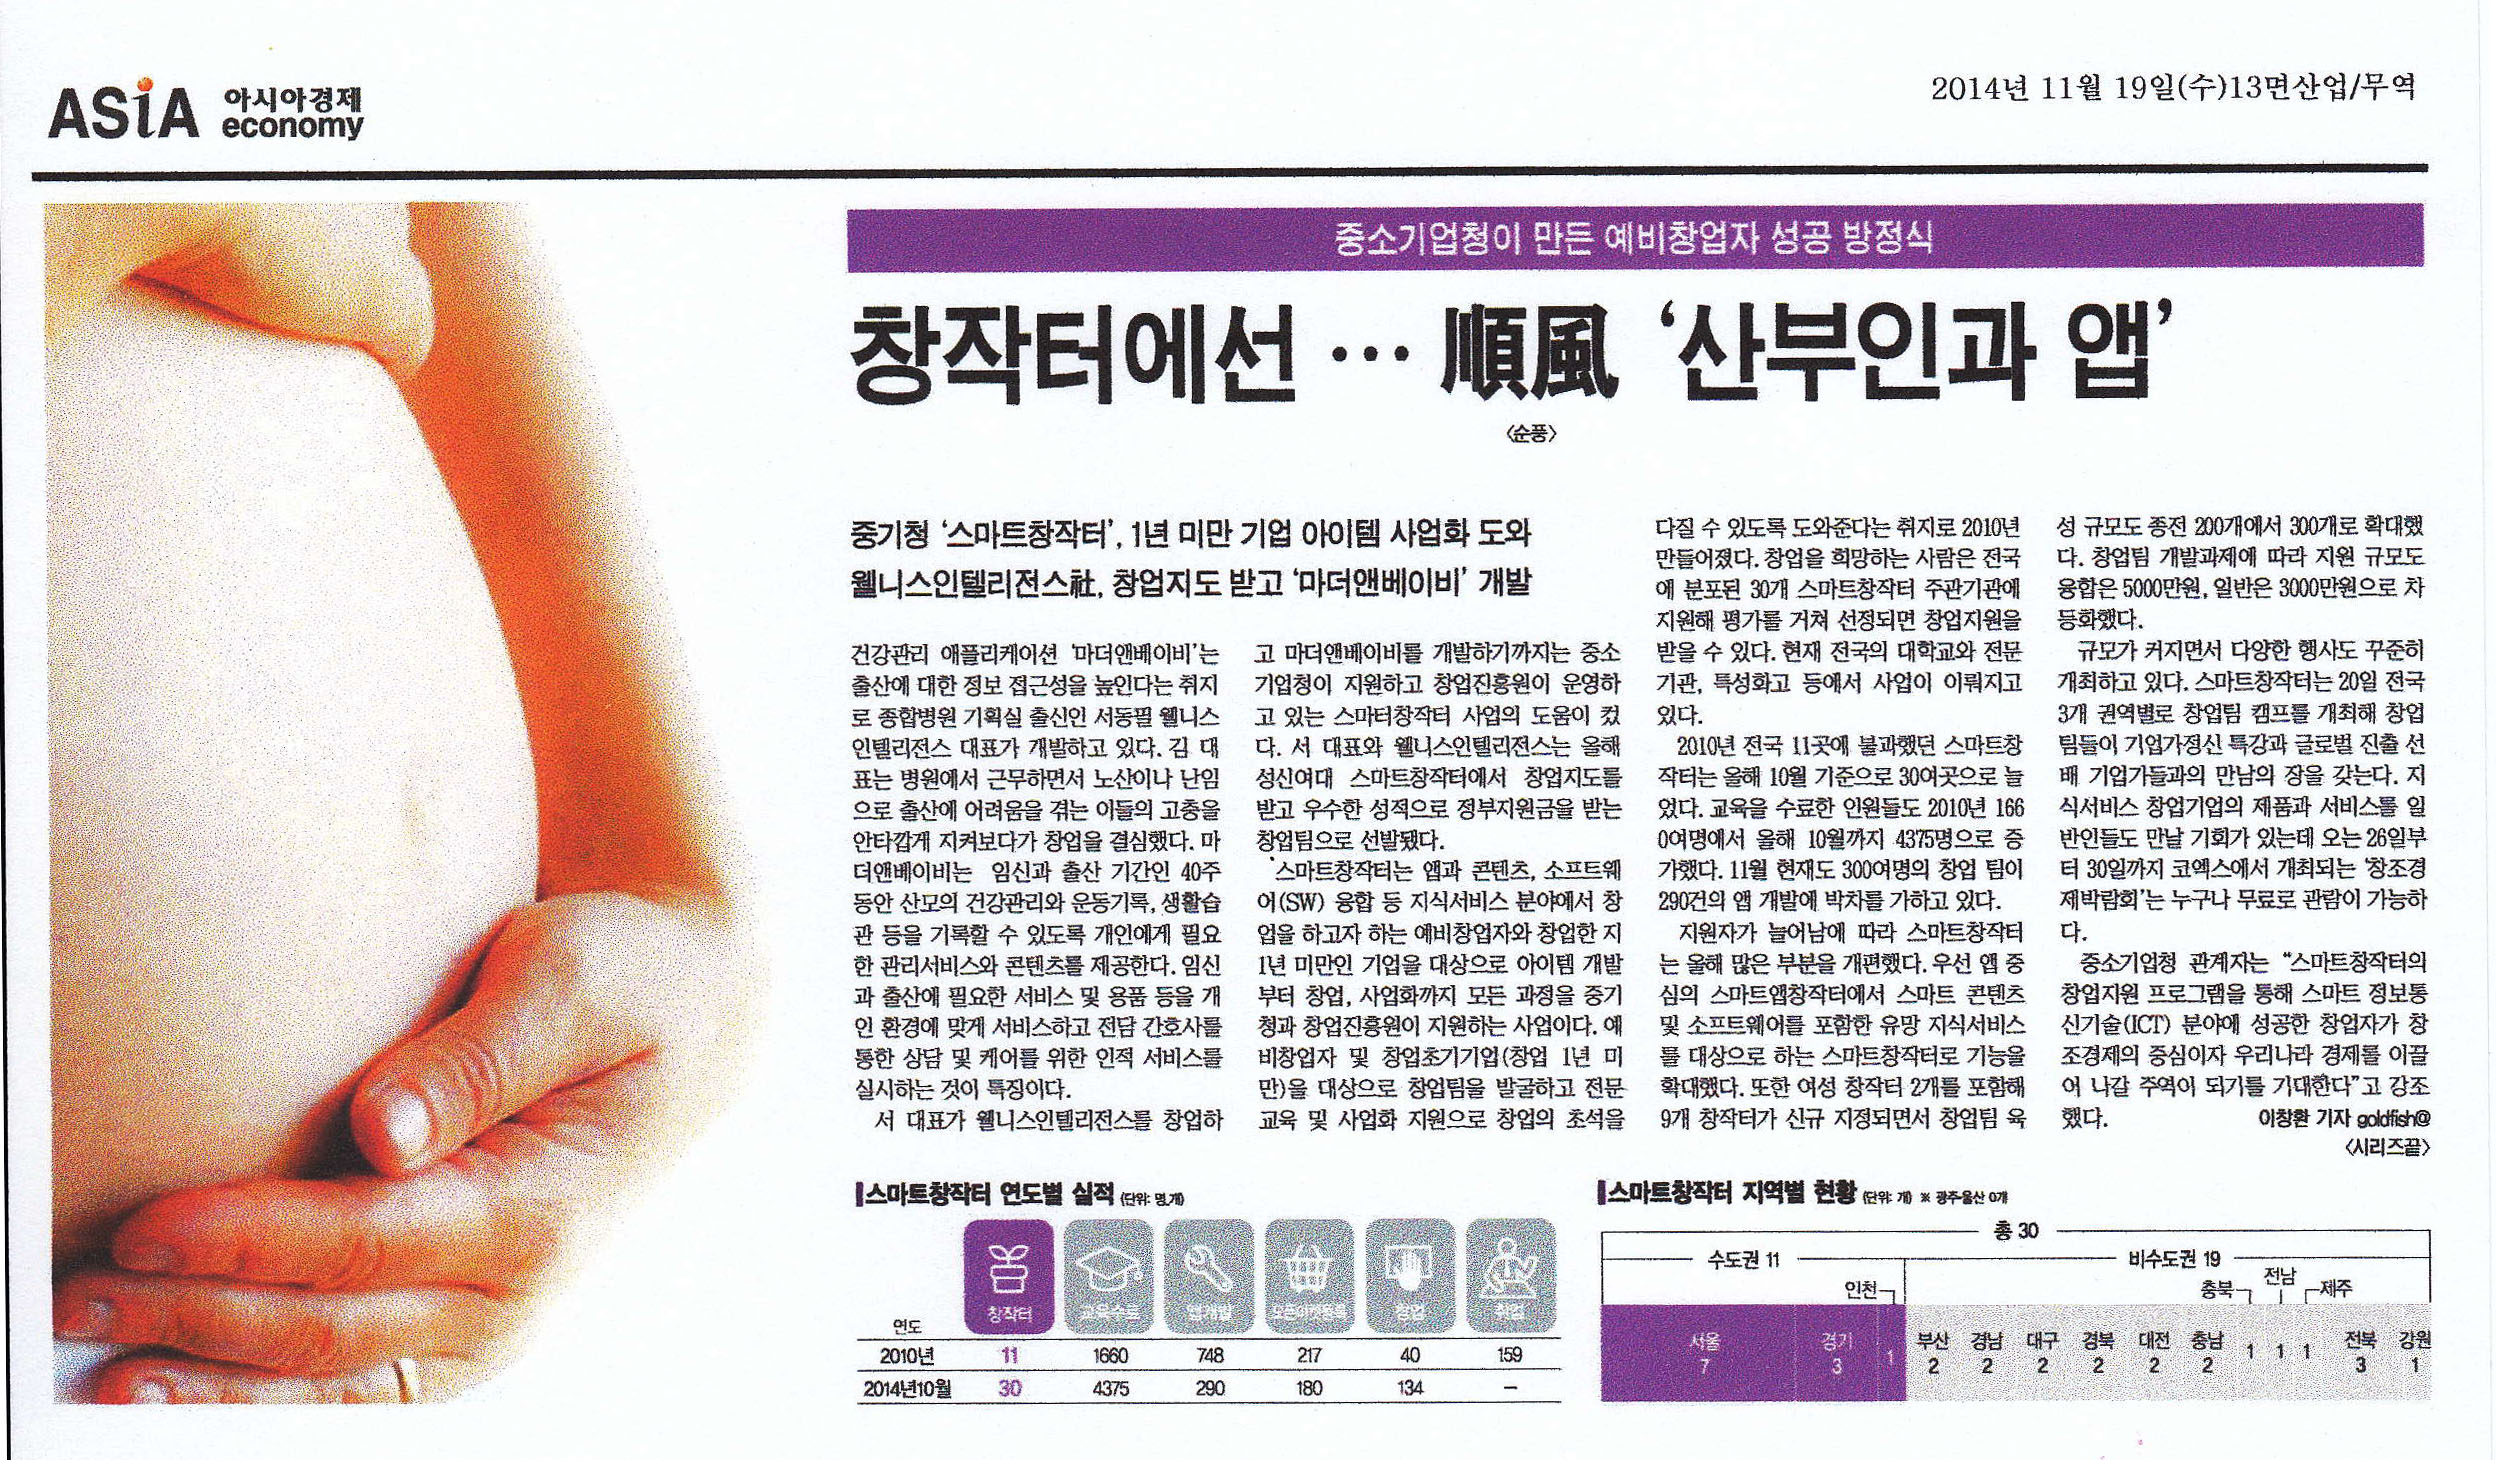 ASiA 아시아경제
economy
2014년 11월 19일(수)13면산업/무역
중소기업청이 만든 예비창업자 성공 방정식
창작터에선 … 順風 ‘산부인과 앱’
〈순풍〉
중기청 ‘스마트창작터’, 1년 미만 기업 아이템 사업화 도와
웰니스인텔리전스社, 창업지도 받고 ‘마더앤베이비’ 개발
건강관리 애플리케이션 ‘마더앤베이비’는
출산에 대한 정보 접근성을 높인다는 취지
로 종합병원 기획실 출신인 서동필 웰니스
인텔리전스 대표가 개발하고 있다. 김 대
표는 병원에서 근무하면서 노산이나 난임
으로 출산에 어려움을 겪는 이들의 고충을
안타깝게 지켜보다가 창업을 결심했다. 마
더앤베이비는 임신과 출산 기간인 40주
동안 산모의 건강관리와 운동기록, 생활습
관 등을 기록할 수 있도록 개인에게 필요
한 관리서비스와 콘텐츠를 제공한다. 임신
과 출산에 필요한 서비스 및 용품 등을 개
인 환경에 맞게 서비스하고 전담 간호사를
통한 상담 및 케어를 위한 인적 서비스를
실시하는 것이 특징이다.
서 대표가 웰니스인텔리전스를 창업하
고 마더앤베이비를 개발하기까지는 중소
기업청이 지원하고 창업진흥원이 운영하
고 있는 스마터창작터 사업의 도움이 컸
다. 서 대표와 웰니스인텔리전스는 올해
성신여대 스마트창작터에서 창업지도를
받고 우수한 성적으로 정부지원금을 받는
창업팀으로 선발됐다.
스마트창작터는 앱과 콘텐츠, 소프트웨
어(SW) 융합 등 지식서비스 분야에서 창
업을 하고자 하는 예비창업자와 창업한 지
1년 미만인 기업을 대상으로 아이템 개발
부터 창업, 사업화까지 모든 과정을 중기
청과 창업진흥원이 지원하는 사업이다. 예
비창업자 및 창업초기기업(창업 1년 미
만)을 대상으로 창업팀을 발굴하고 전문
교육 및 사업화 지원으로 창업의 초석을
다질 수 있도록 도와준다는 취지로 2010년
만들어졌다. 창업을 희망하는 사람은 전국
에 분포된 30개 스마트창작터 주관기관에
지원해 평가를 거쳐 선정되면 창업지원을
받을 수 있다. 현재 전국의 대학교와 전문
기관, 특성화고 등에서 사업이 이뤄지고
있다.
2010년 전국 11곳에 불과했던 스마트창
작터는 올해 10월 기준으로 30여곳으로 늘
었다. 교육을 수료한 인원들도 2010년 166
0여명에서 올해 10월까지 4375명으로 증
가했다. 11월 현재도 300여명의 창업 팀이
290건의 앱 개발에 박차를 가하고 있다.
지원자가 늘어남에 따라 스마트창작터
는 올해 많은 부분을 개편했다. 우선 앱 중
심의 스마트앱창작터에서 스마트 콘텐츠
및 소프트웨어를 포함한 유망 지식서비스
를 대상으로 하는 스마트창작터로 기능을
확대했다. 또한 여성 창작터 2개를 포함해
9개 창작터가 신규 지정되면서 창업팀 육
성 규모도 종전 200개에서 300개로 확대했
다. 창업팀 개발과제에 따라 지원 규모도
융합은 5000만원, 일반은 3000만원으로 차
등화했다.
규모가 커지면서 다양한 행사도 꾸준히
개최하고 있다. 스마트창작터는 20일 전국
3개 권역별로 창업팀 캠프를 개최해 창업
팀들이 기업가정신 특강과 글로벌 진출 선
배 기업가들과의 만남의 장을 갖는다. 지
식서비스 창업기업의 제품과 서비스를 일
반인들도 만날 기회가 있는데 오는 26일부
터 30일까지 코엑스에서 개최되는 ‘창조경
제박람회’는 누구나 무료로 관람이 가능하
다.
중소기업청 관계자는 “스마트창작터의
창업지원 프로그램을 통해 스마트 정보통
신기술(ICT) 분야에 성공한 창업자가 창
조경제의 중심이자 우리나라 경제를 이끌
어 나갈 주역이 되기를 기대한다”고 강조
했다. 이창환 기자 goldfish@
〈시리즈끝〉
스마트창작터 연도별 실적 (단위: 명,개)
연도 창작터 교육수료 앱개발 오픈마켓등록 창업 취업
2010년 11 1660 748 217 40 159
2014년10월 30 4375 290 180 134 –
스마트창작터 지역별 현황 (단위: 개) ※ 광주·울산 0개
총 30
수도권 11 비수도권 19
인천 충북 전남 제주
서울 경기 부산 경남 대구 경북 대전 충남 전북 강원
7 3 1 2 2 2 2 2 2 1 1 1 3 1